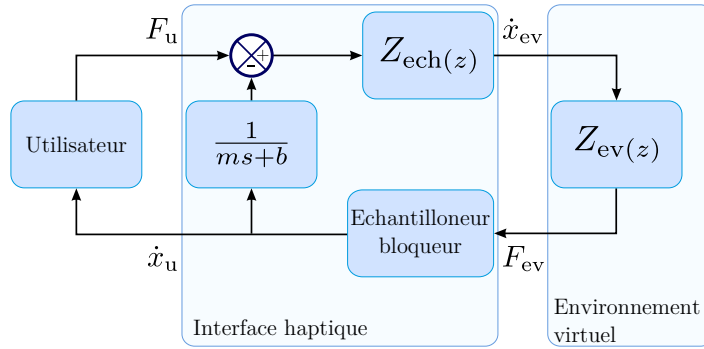 F_u
ẋ_ev
+
-
Z_ech(z)
Utilisateur
1/(ms+b)
Z_ev(z)
Echantilloneur
bloqueur
ẋ_u
F_ev
Interface haptique
Environnement
virtuel